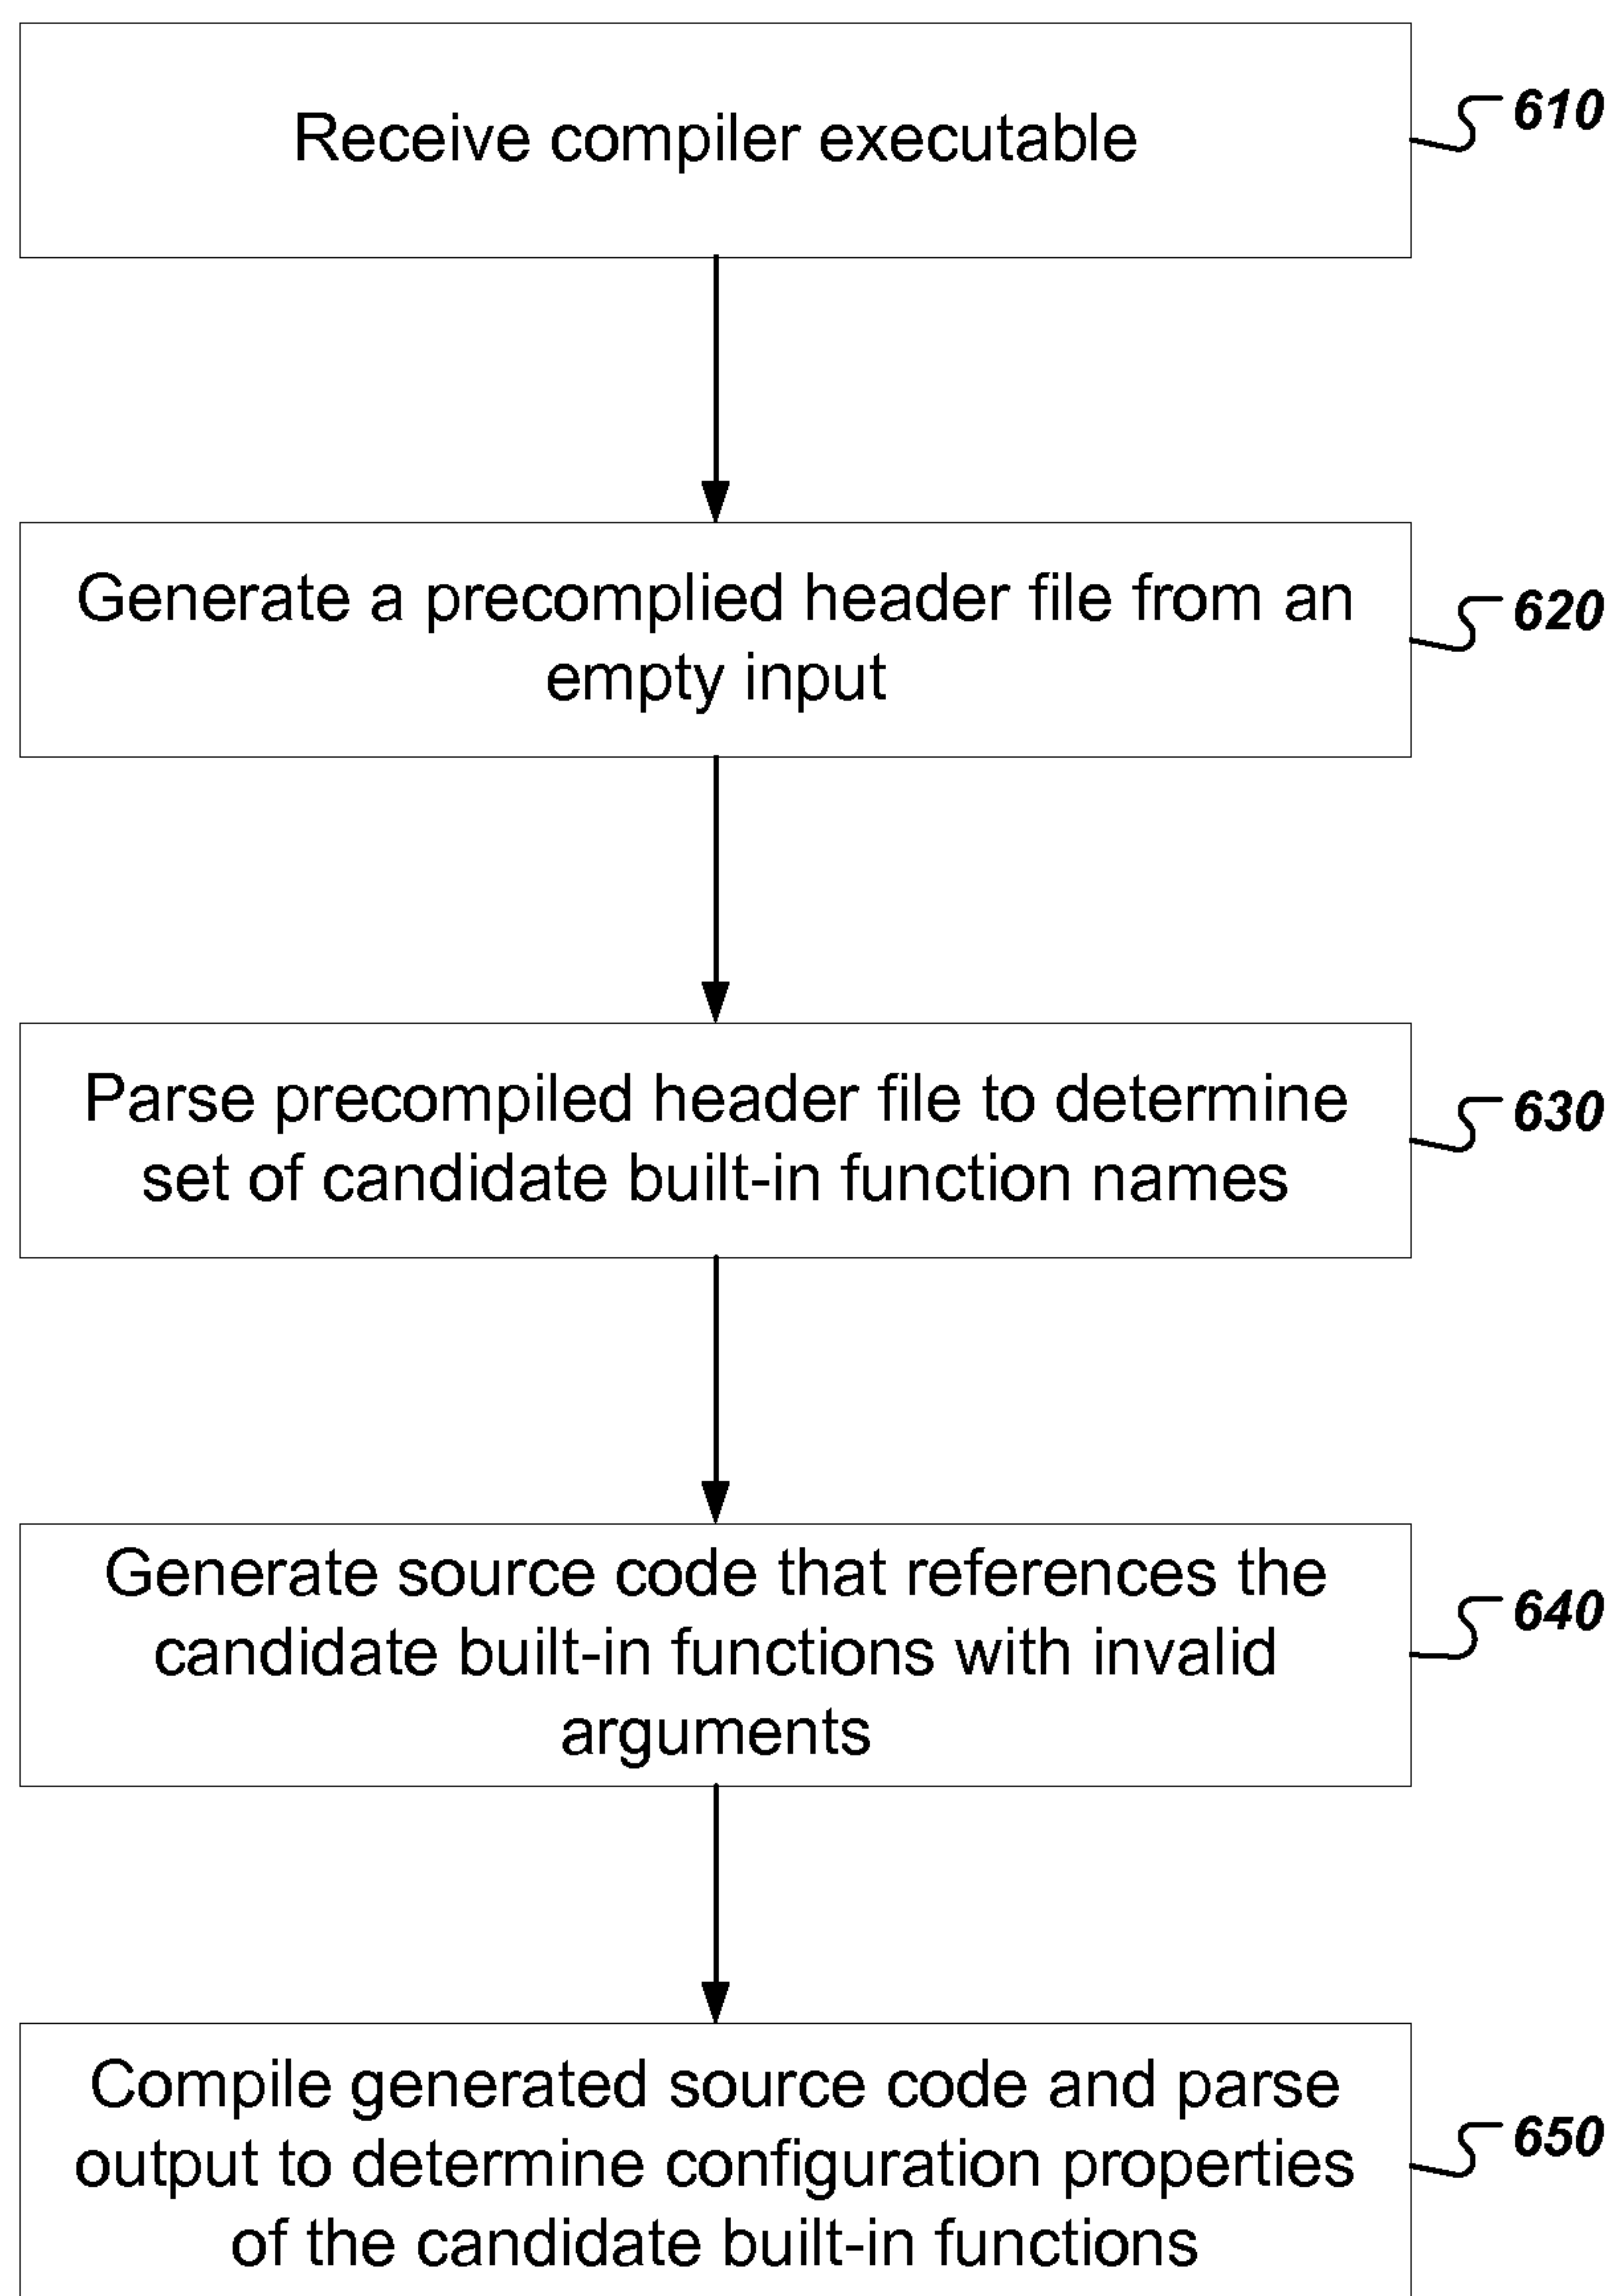 Receive compiler executable
610
Generate a precomplied header file from an
empty input
620
Parse precompiled header file to determine
set of candidate built-in function names
630
Generate source code that references the
candidate built-in functions with invalid
arguments
640
Compile generated source code and parse
output to determine configuration properties
of the candidate built-in functions
650